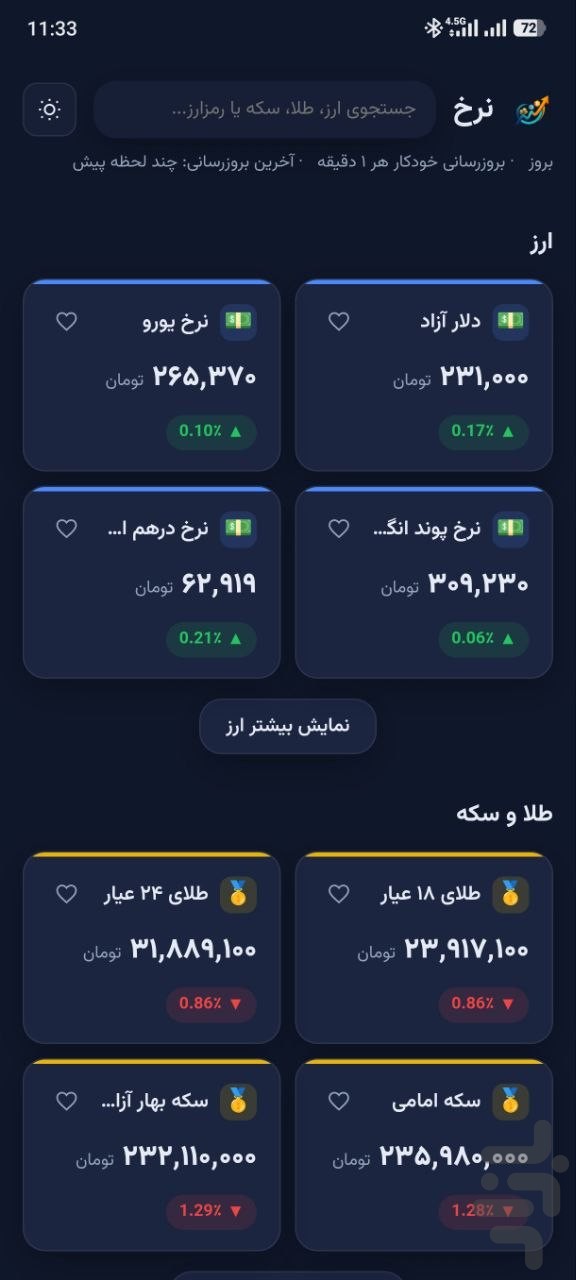 11:33
4.5G
72
نرخ
جستجوی ارز، طلا، سکه یا رمزارز...
بروز · بروزرسانی خودکار هر ۱ دقیقه · آخرین بروزرسانی: چند لحظه پیش
ارز
دلار آزاد
۲۳۱,۰۰۰ تومان
▲ 0.17٪
نرخ یورو
۲۶۵,۳۷۰ تومان
▲ 0.10٪
نرخ پوند انگ...
۳۰۹,۲۳۰ تومان
▲ 0.06٪
نرخ درهم ا...
۶۲,۹۱۹ تومان
▲ 0.21٪
نمایش بیشتر ارز
طلا و سکه
طلای ۱۸ عیار
۲۳,۹۱۷,۱۰۰ تومان
▼ 0.86٪
طلای ۲۴ عیار
۳۱,۸۸۹,۱۰۰ تومان
▼ 0.86٪
سکه امامی
۲۳۵,۹۸۰,۰۰۰ تومان
▼ 1.28٪
سکه بهار آزا...
۲۳۲,۱۱۰,۰۰۰ تومان
▼ 1.29٪